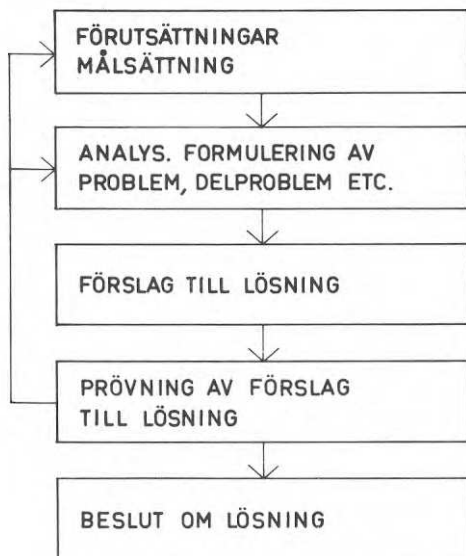 FÖRUTSÄTTNINGAR
MÅLSÄTTNING
ANALYS. FORMULERING AV
PROBLEM, DELPROBLEM ETC.
FÖRSLAG TILL LÖSNING
PRÖVNING AV FÖRSLAG
TILL LÖSNING
BESLUT OM LÖSNING